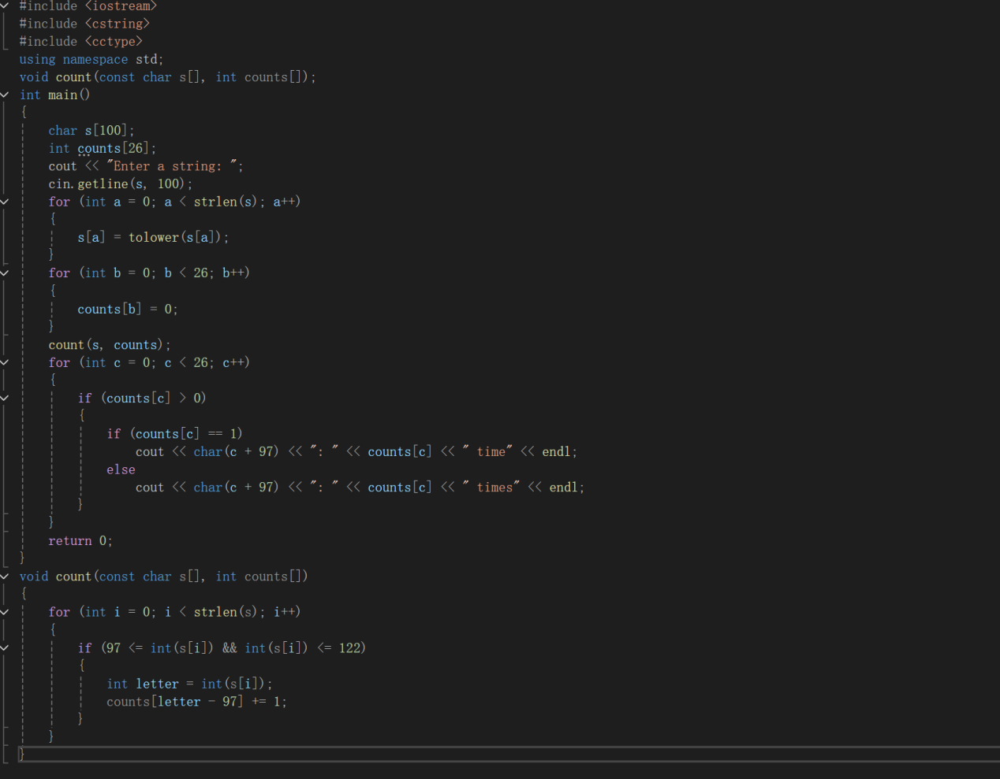 #include <iostream>
#include <cstring>
#include <cctype>
using namespace std;
void count(const char s[], int counts[]);
int main()
{
    char s[100];
    int counts[26];
    cout << "Enter a string: ";
    cin.getline(s, 100);
    for (int a = 0; a < strlen(s); a++)
    {
        s[a] = tolower(s[a]);
    }
    for (int b = 0; b < 26; b++)
    {
        counts[b] = 0;
    }
    count(s, counts);
    for (int c = 0; c < 26; c++)
    {
        if (counts[c] > 0)
        {
            if (counts[c] == 1)
                cout << char(c + 97) << ": " << counts[c] << " time" << endl;
            else
                cout << char(c + 97) << ": " << counts[c] << " times" << endl;
        }
    }
    return 0;
}
void count(const char s[], int counts[])
{
    for (int i = 0; i < strlen(s); i++)
    {
        if (97 <= int(s[i]) && int(s[i]) <= 122)
        {
            int letter = int(s[i]);
            counts[letter - 97] += 1;
        }
    }
}